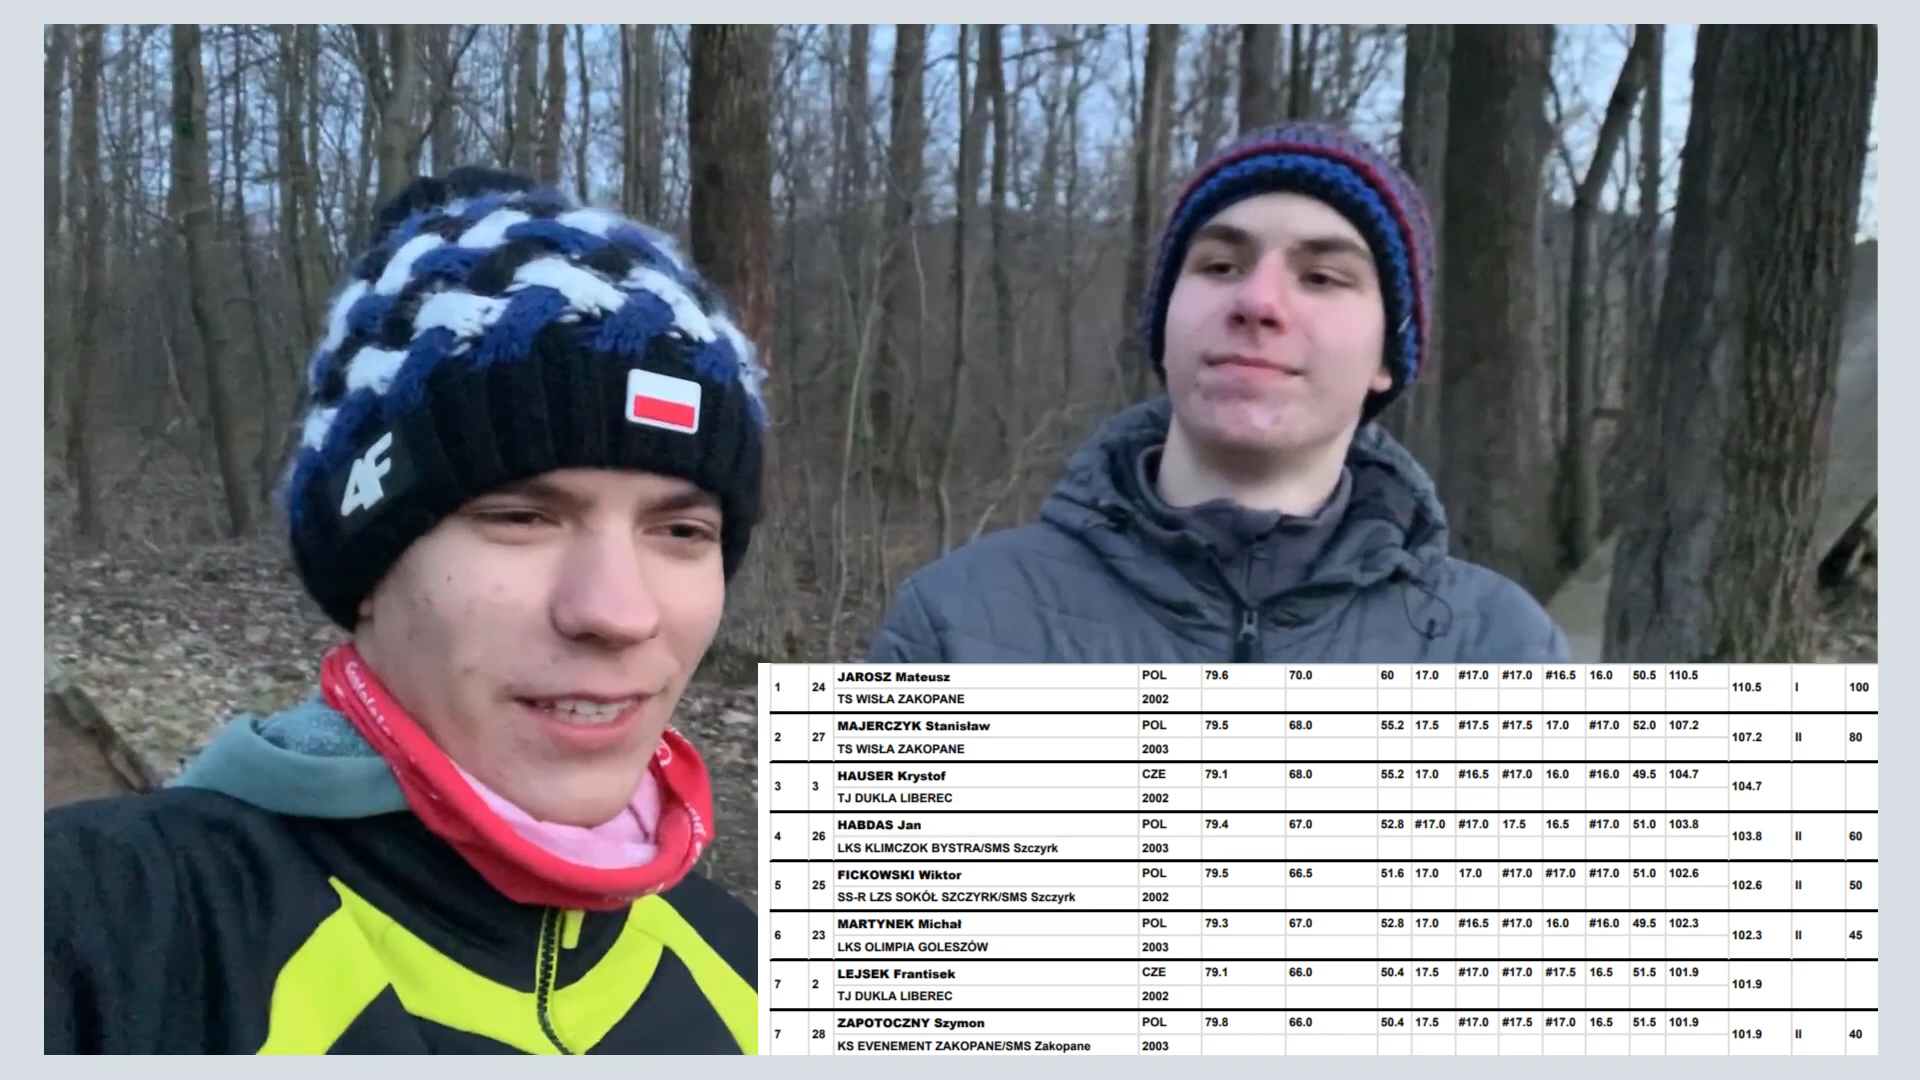 4F
1 24 JAROSZ Mateusz POL 79.6 70.0 60 17.0 #17.0 #17.0 #16.5 16.0 50.5 110.5 110.5 I 100
TS WISŁA ZAKOPANE 2002
2 27 MAJERCZYK Stanisław POL 79.5 68.0 55.2 17.5 #17.5 #17.5 17.0 #17.0 52.0 107.2 107.2 II 80
TS WISŁA ZAKOPANE 2003
3 3 HAUSER Krystof CZE 79.1 68.0 55.2 17.0 #16.5 #17.0 16.0 #16.0 49.5 104.7 104.7
TJ DUKLA LIBEREC 2002
4 26 HABDAS Jan POL 79.4 67.0 52.8 #17.0 #17.0 17.5 16.5 #17.0 51.0 103.8 103.8 II 60
LKS KLIMCZOK BYSTRA/SMS Szczyrk 2003
5 25 FICKOWSKI Wiktor POL 79.5 66.5 51.6 17.0 17.0 #17.0 #17.0 #17.0 51.0 102.6 102.6 II 50
SS-R LZS SOKÓŁ SZCZYRK/SMS Szczyrk 2002
6 23 MARTYNEK Michał POL 79.3 67.0 52.8 17.0 #16.5 #17.0 16.0 #16.0 49.5 102.3 102.3 II 45
LKS OLIMPIA GOLESZÓW 2003
7 2 LEJSEK Frantisek CZE 79.1 66.0 50.4 17.5 #17.0 #17.0 #17.5 16.5 51.5 101.9 101.9
TJ DUKLA LIBEREC 2002
7 28 ZAPOTOCZNY Szymon POL 79.8 66.0 50.4 17.5 #17.0 #17.5 #17.0 16.5 51.5 101.9 101.9 II 40
KS EVENEMENT ZAKOPANE/SMS Zakopane 2003